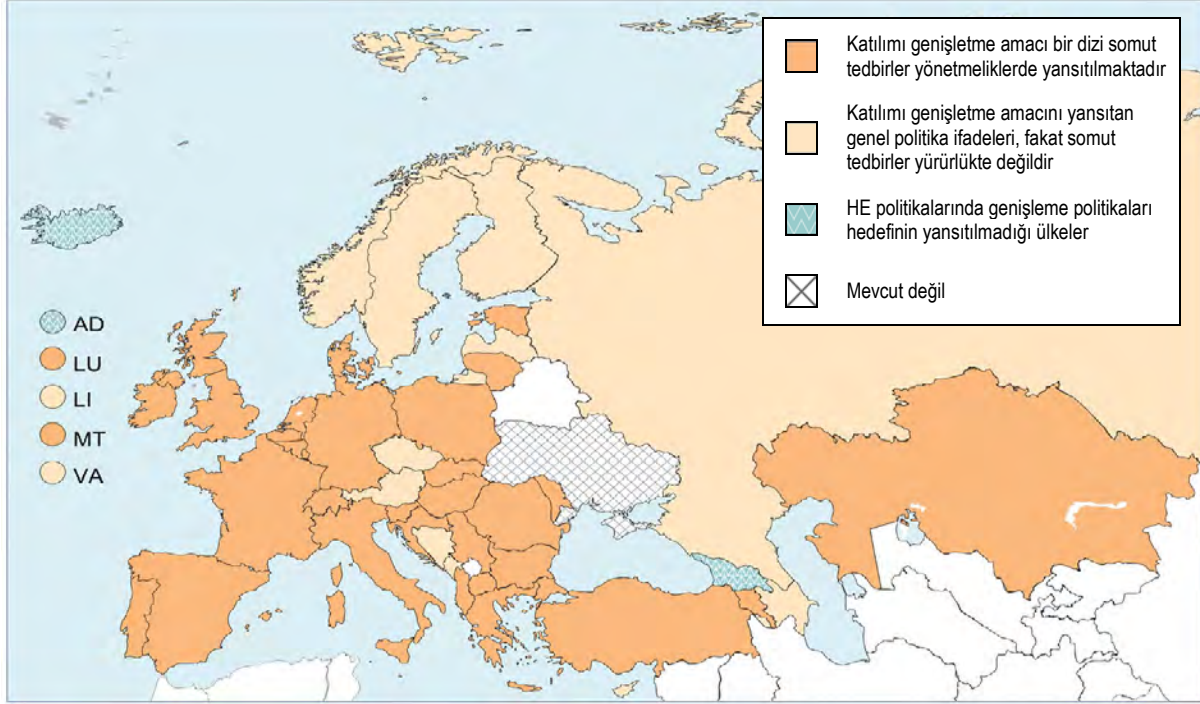 Katılımı genişletme amacı bir dizi somut
tedbirler yönetmeliklerde yansıtılmaktadır
Katılımı genişletme amacını yansıtan
genel politika ifadeleri, fakat somut
tedbirler yürürlükte değildir
HE politikalarında genişleme politikaları
hedefinin yansıtılmadığı ülkeler
Mevcut değil
AD
LU
LI
MT
VA